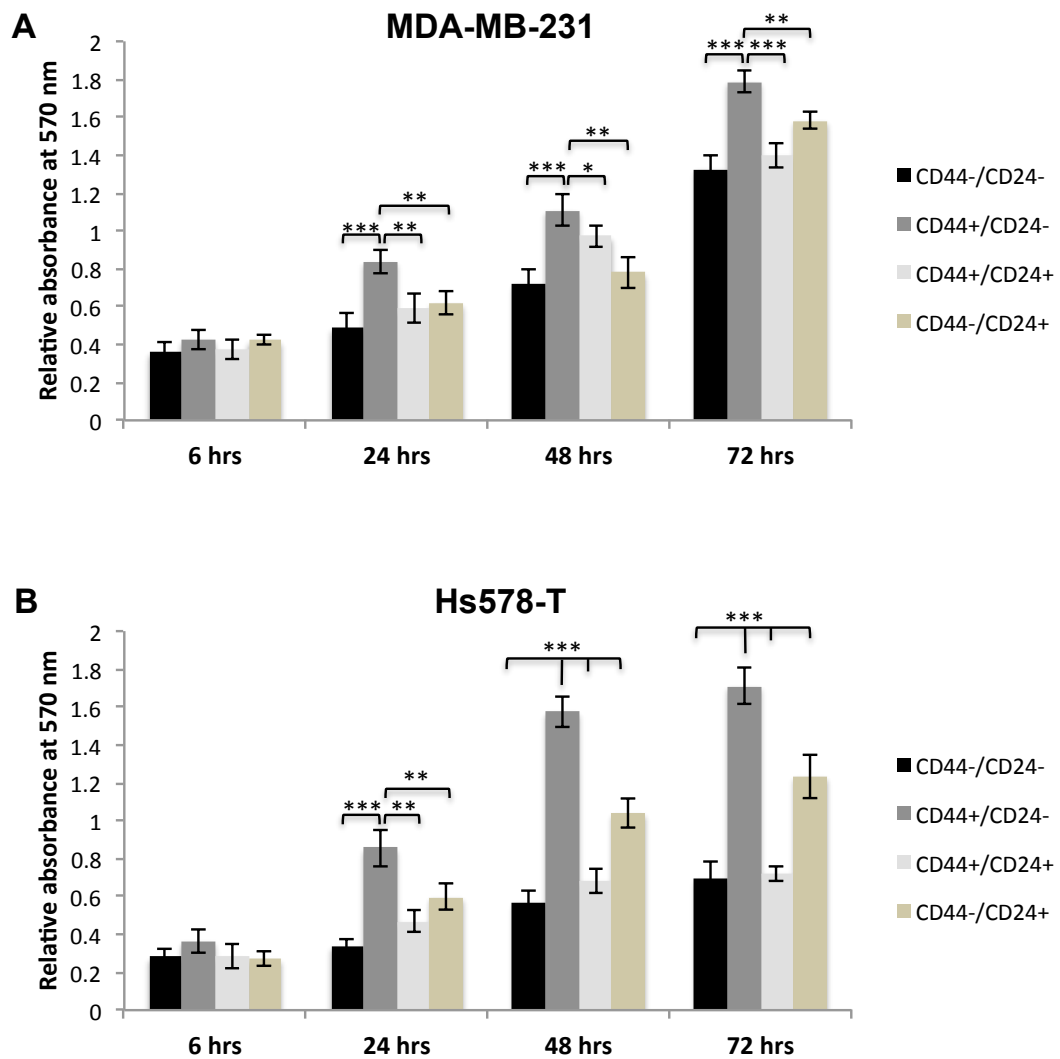 A
MDA-MB-231
Relative absorbance at 570 nm
2
1.8
1.6
1.4
1.2
1
0.8
0.6
0.4
0.2
0
***
**
**
***
*
**
***
***
**
6 hrs
24 hrs
48 hrs
72 hrs
CD44-/CD24-
CD44+/CD24-
CD44+/CD24+
CD44-/CD24+
B
Hs578-T
Relative absorbance at 570 nm
2
1.8
1.6
1.4
1.2
1
0.8
0.6
0.4
0.2
0
***
**
**
***
***
6 hrs
24 hrs
48 hrs
72 hrs
CD44-/CD24-
CD44+/CD24-
CD44+/CD24+
CD44-/CD24+